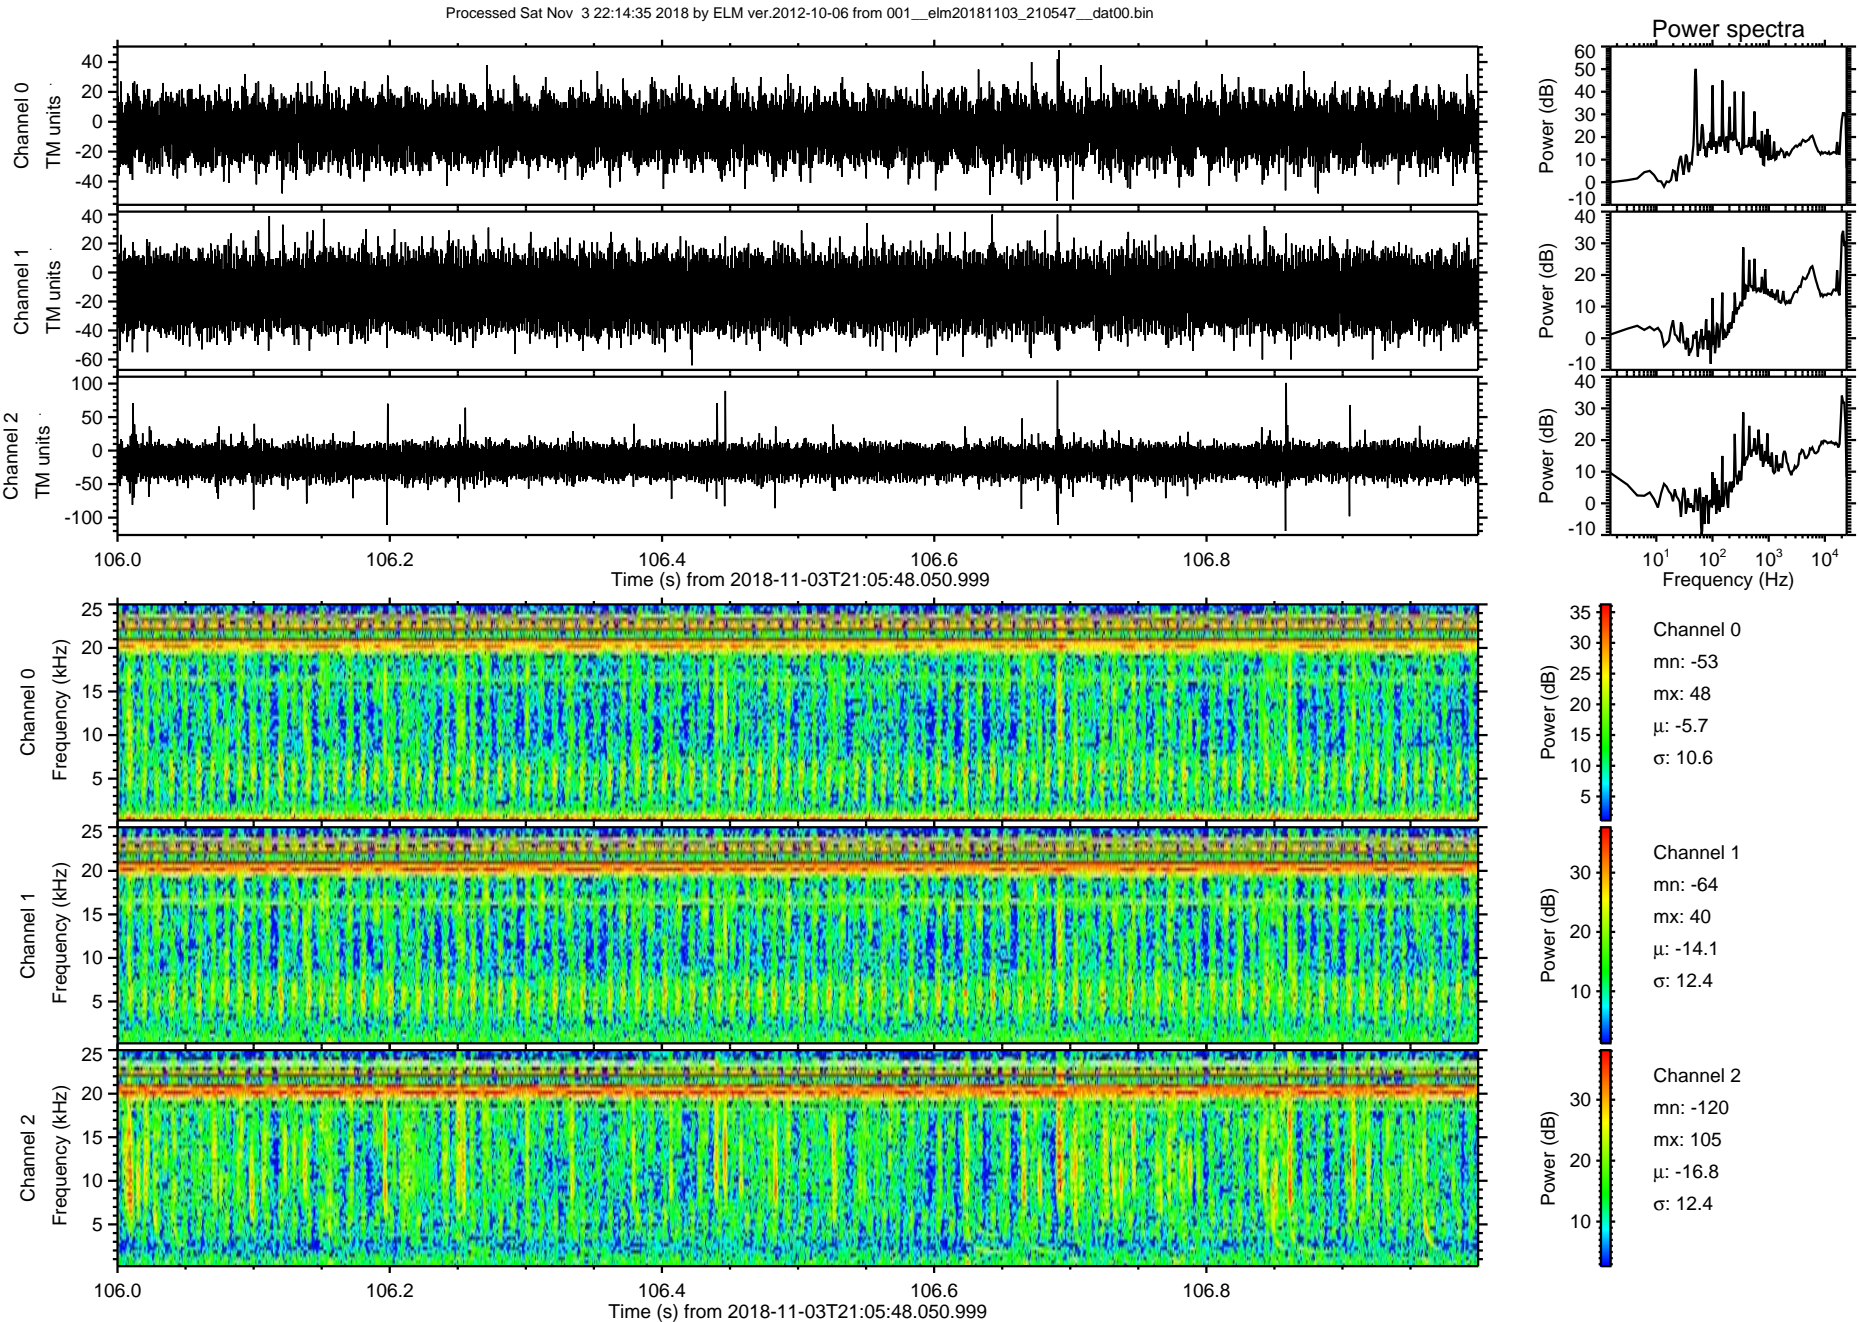 Processed Sat Nov  3 22:14:35 2018 by ELM ver.2012-10-06 from 001__elm20181103_210547__dat00.bin
Power spectra
Channel 0
TM units
40
20
0
-20
-40
Power (dB)
60
50
40
30
20
10
0
-10
Channel 1
TM units
40
20
0
-20
-40
-60
Power (dB)
40
30
20
10
0
-10
Channel 2
TM units
100
50
0
-50
-100
Power (dB)
40
30
20
10
0
-10
106.0 106.2 106.4 106.6 106.8
Time (s) from 2018-11-03T21:05:48.050.999
10¹ 10² 10³ 10⁴
Frequency (Hz)
Channel 0
Frequency (kHz)
25
20
15
10
5
Power (dB)
35
30
25
20
15
10
5
Channel 0
mn: -53
mx: 48
μ: -5.7
σ: 10.6
Channel 1
Frequency (kHz)
25
20
15
10
5
Power (dB)
30
20
10
Channel 1
mn: -64
mx: 40
μ: -14.1
σ: 12.4
Channel 2
Frequency (kHz)
25
20
15
10
5
Power (dB)
30
20
10
Channel 2
mn: -120
mx: 105
μ: -16.8
σ: 12.4
106.0 106.2 106.4 106.6 106.8
Time (s) from 2018-11-03T21:05:48.050.999